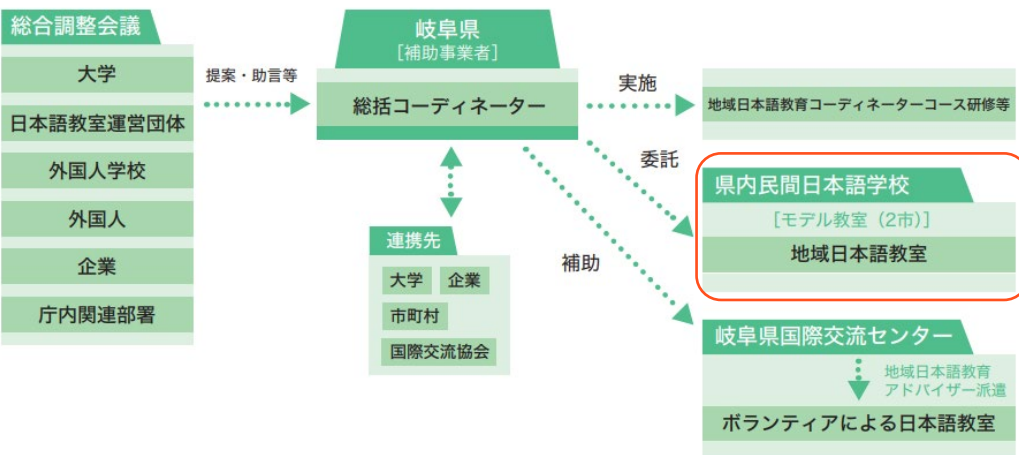 総合調整会議
大学
日本語教室運営団体
外国人学校
外国人
企業
庁内関連部署
提案・助言等
岐阜県
［補助事業者］
総括コーディネーター
連携先
大学 企業
市町村
国際交流協会
実施
委託
補助
地域日本語教育コーディネーターコース研修等
県内民間日本語学校
［モデル教室（2市）］
地域日本語教室
岐阜県国際交流センター
地域日本語教育
アドバイザー派遣
ボランティアによる日本語教室